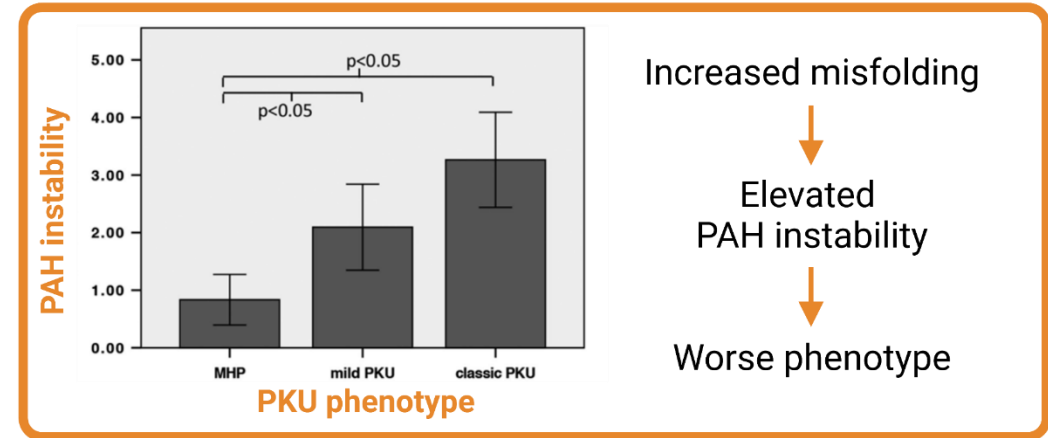 PAH instability
5.00
4.00
3.00
2.00
1.00
0.00
p<0.05
p<0.05
MHP
mild PKU
classic PKU
PKU phenotype
Increased misfolding
Elevated
PAH instability
Worse phenotype